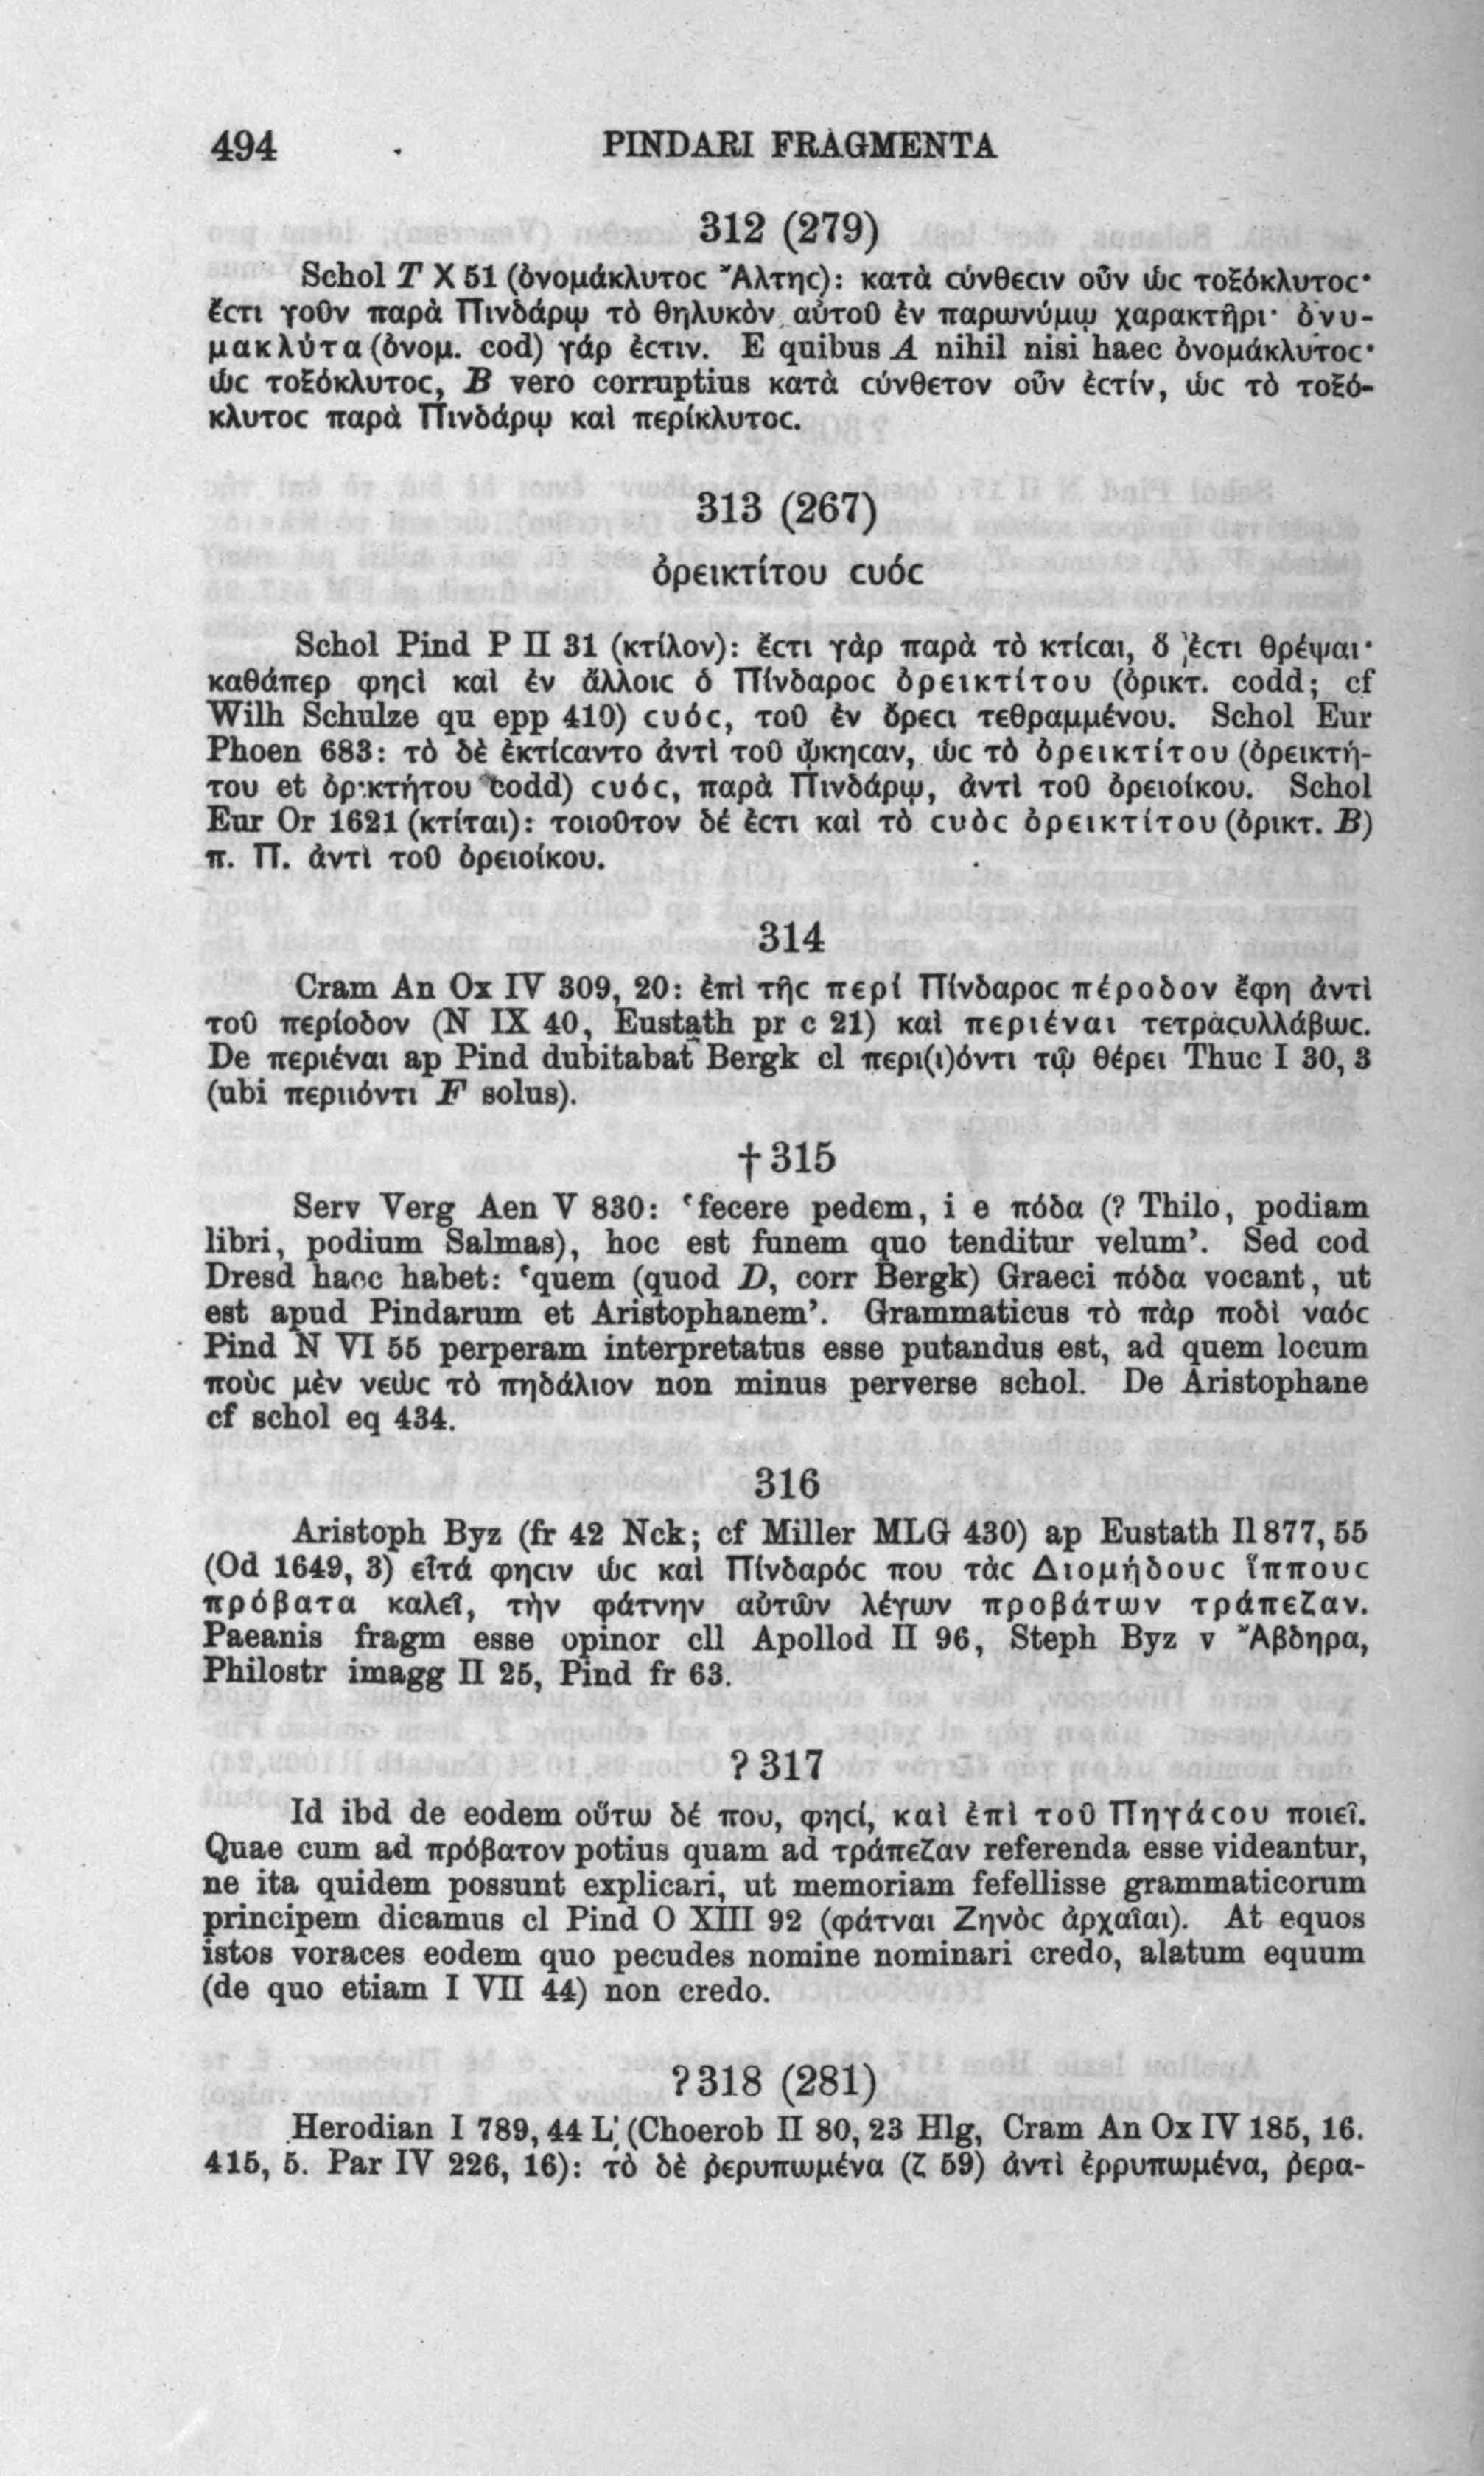 494 PINDARI FRAGMENTA
312 (279)
Schol T X 51 (ὀνομάκλυτοϲ Ἄλτηϲ): κατὰ ϲύνθεϲιν οὖν ὡϲ τοξόκλυτοϲ·
ἔϲτι γοῦν παρὰ Πινδάρῳ τὸ θηλυκὸν αὐτοῦ ἐν παρωνύμῳ χαρακτῆρι· ὀνυ-
μακλύτα (ὀνομ. cod) γάρ ἐϲτιν. E quibus A nihil nisi haec ὀνομάκλυτοϲ·
ὡϲ τοξόκλυτοϲ, B vero corruptius κατὰ ϲύνθετον οὖν ἐϲτίν, ὡϲ τὸ τοξό-
κλυτοϲ παρὰ Πινδάρῳ καὶ περίκλυτοϲ.
313 (267)
ὀρεικτίτου ϲυόϲ
Schol Pind P II 31 (κτίλον): ἔϲτι γὰρ παρὰ τὸ κτίϲαι, ὅ ἐϲτι θρέψαι·
καθάπερ φηϲὶ καὶ ἐν ἄλλοιϲ ὁ Πίνδαροϲ ὀρεικτίτου (ὀρικτ. codd; cf
Wilh Schulze qu epp 410) ϲυόϲ, τοῦ ἐν ὄρεϲι τεθραμμένου. Schol Eur
Phoen 683: τὸ δὲ ἐκτίϲαντο ἀντὶ τοῦ ᾤκηϲαν, ὡϲ τὸ ὀρεικτίτου (ὀρεικτή-
του et ὀρικτήτου codd) ϲυόϲ, παρὰ Πινδάρῳ, ἀντὶ τοῦ ὀρειοίκου. Schol
Eur Or 1621 (κτίται): τοιοῦτον δέ ἐϲτι καὶ τὸ ϲυὸϲ ὀρεικτίτου (ὀρικτ. B)
π. Π. ἀντὶ τοῦ ὀρειοίκου.
314
Cram An Ox IV 309, 20: ἐπὶ τῆϲ περί Πίνδαροϲ πέροδον ἔφη ἀντὶ
τοῦ περίοδον (N IX 40, Eustath pr c 21) καὶ περιέναι τετραϲυλλάβωϲ.
De περιέναι ap Pind dubitabat Bergk cl περι(ι)όντι τῷ θέρει Thuc I 30, 3
(ubi περιιόντι F solus).
†315
Serv Verg Aen V 830: ‘fecere pedem, i e πόδα (? Thilo, podiam
libri, podium Salmas), hoc est funem quo tenditur velum’. Sed cod
Dresd haec habet: ‘quem (quod D, corr Bergk) Graeci πόδα vocant, ut
est apud Pindarum et Aristophanem’. Grammaticus τὸ πὰρ ποδὶ ναόϲ
Pind N VI 55 perperam interpretatus esse putandus est, ad quem locum
ποὺϲ μὲν νεὼϲ τὸ πηδάλιον non minus perverse schol. De Aristophane
cf schol eq 434.
316
Aristoph Byz (fr 42 Nck; cf Miller MLG 430) ap Eustath Il 877, 55
(Od 1649, 3) εἶτά φηϲιν ὡϲ καὶ Πίνδαρόϲ που τὰϲ Διομήδουϲ ἵππουϲ
πρόβατα καλεῖ, τὴν φάτνην αὐτῶν λέγων προβάτων τράπεζαν.
Paeanis fragm esse opinor cll Apollod II 96, Steph Byz v Ἄβδηρα,
Philostr imagg II 25, Pind fr 63.
?317
Id ibd de eodem οὕτω δέ που, φηϲί, καὶ ἐπὶ τοῦ Πηγάϲου ποιεῖ.
Quae cum ad πρόβατον potius quam ad τράπεζαν referenda esse videantur,
ne ita quidem possunt explicari, ut memoriam fefellisse grammaticorum
principem dicamus cl Pind O XIII 92 (φάτναι Ζηνὸϲ ἀρχαῖαι). At equos
istos voraces eodem quo pecudes nomine nominari credo, alatum equum
(de quo etiam I VII 44) non credo.
?318 (281)
Herodian I 789, 44 L (Choerob II 80, 23 Hlg, Cram An Ox IV 185, 16.
415, 5. Par IV 226, 16): τὸ δὲ ῥερυπωμένα (ζ 59) ἀντὶ ἐρρυπωμένα, ῥερα-